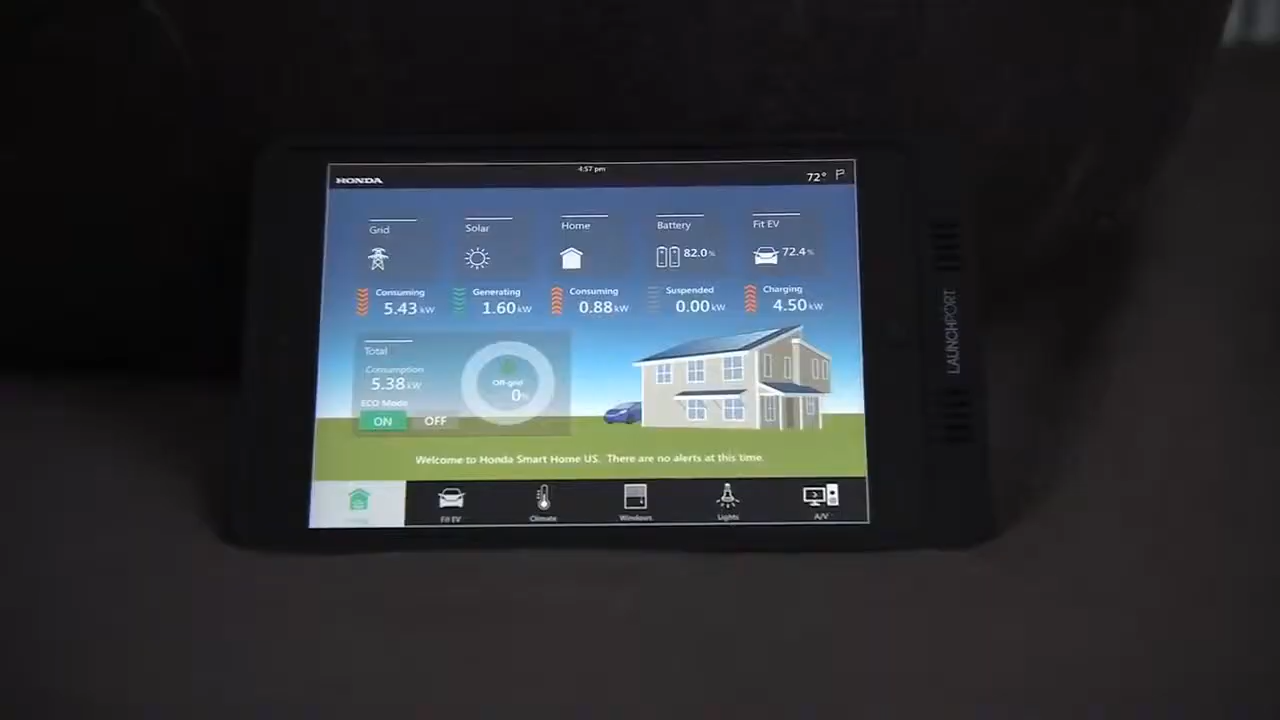 4:57 pm
HONDA
72°
Grid
Solar
Home
Battery
Fit EV
82.0%
72.4%
Consuming
5.43 kW
Generating
1.60 kW
Consuming
0.88 kW
Suspended
0.00 kW
Charging
4.50 kW
Total
Consumption
5.38 kW
ECO Mode
ON OFF
Off-grid
0%
Welcome to Honda Smart Home US. There are no alerts at this time.
Fit EV
Climate
Windows
Lights
A/V
LAUNCHPORT